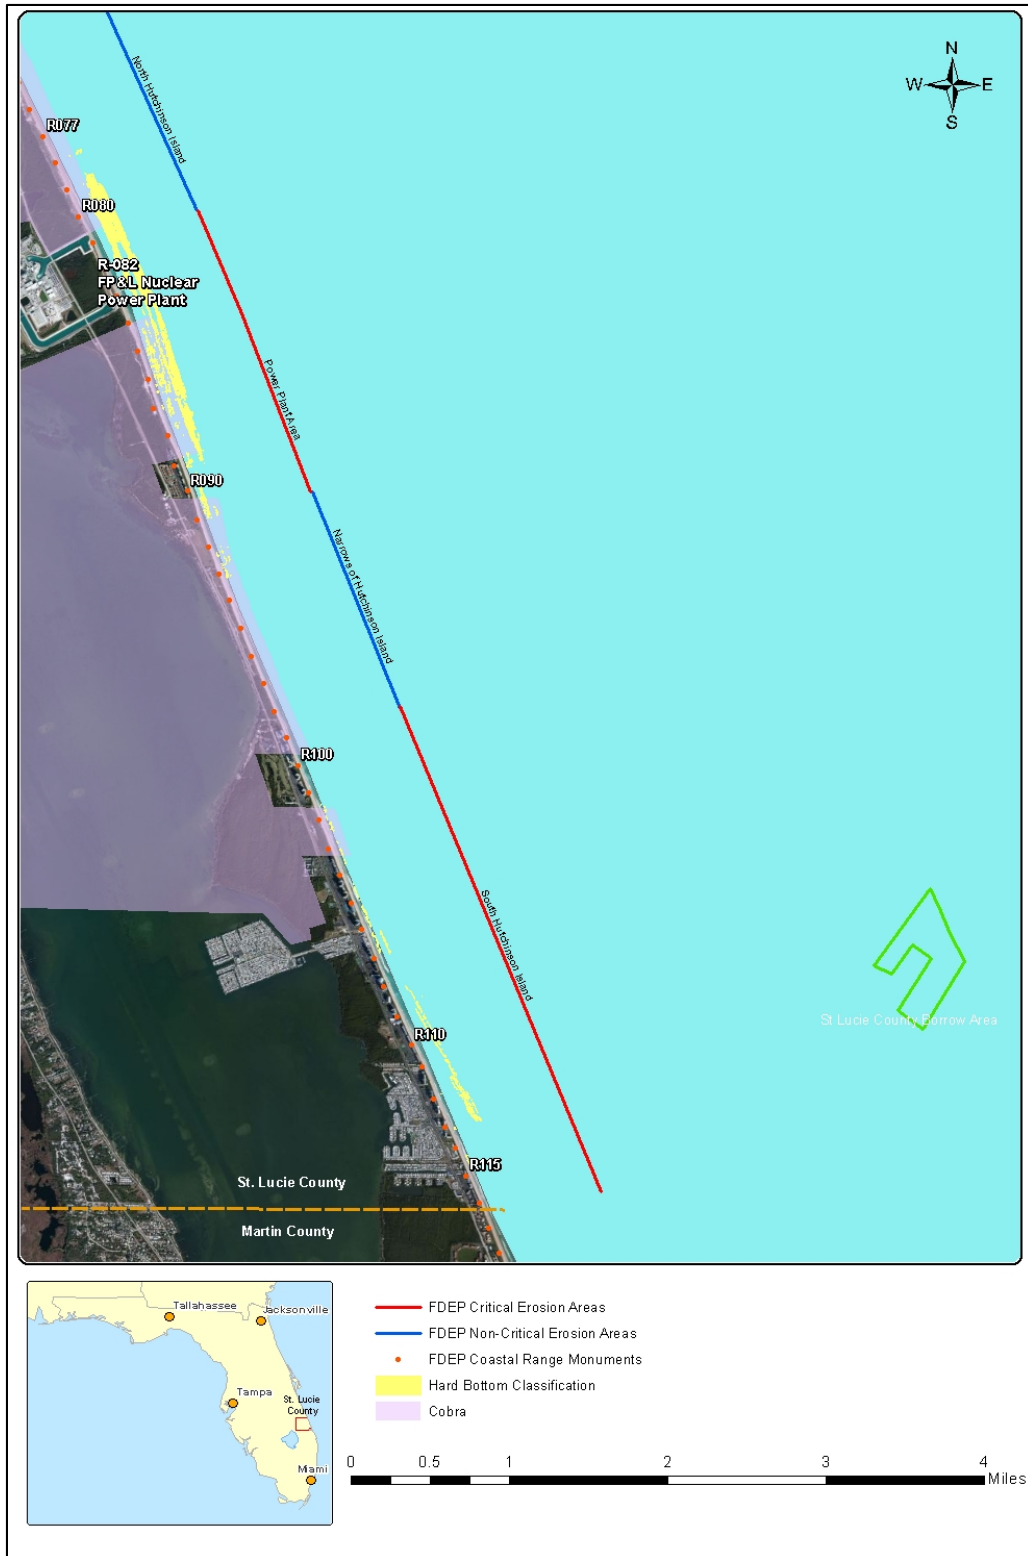 N
W E
S
North Hutchinson Island
R077
R080
R-082
FP&L Nuclear
Power Plant
Power Plant Area
R090
Narrows of Hutchinson Island
R100
South Hutchinson Island
St Lucie County Borrow Area
R110
R115
St. Lucie County
Martin County
Tallahassee
Jacksonville
Tampa
St. Lucie
County
Miami
FDEP Critical Erosion Areas
FDEP Non-Critical Erosion Areas
FDEP Coastal Range Monuments
Hard Bottom Classification
Cobra
0 0.5 1 2 3 4
Miles